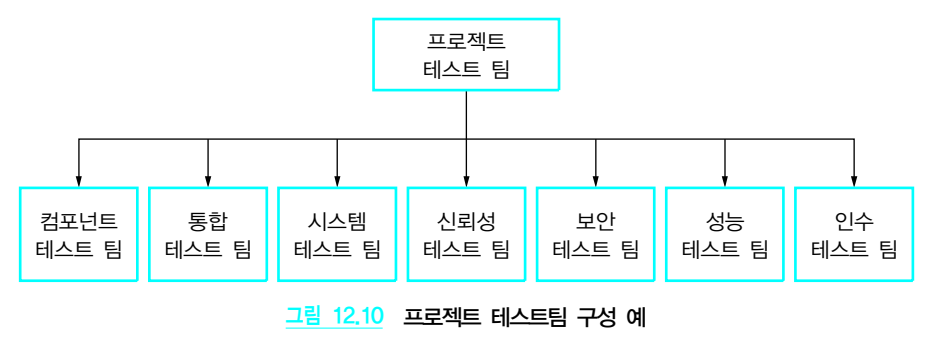 프로젝트
테스트 팀
컴포넌트
테스트 팀
통합
테스트 팀
시스템
테스트 팀
신뢰성
테스트 팀
보안
테스트 팀
성능
테스트 팀
인수
테스트 팀
그림 12.10 프로젝트 테스트팀 구성 예